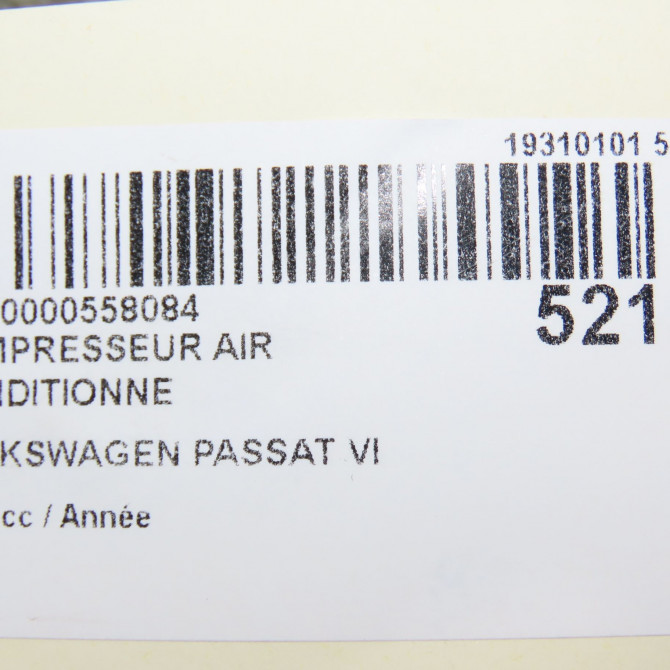 19310101 5
0000558084
521
MPRESSEUR AIR
NDITIONNE
KSWAGEN PASSAT VI
cc / Année